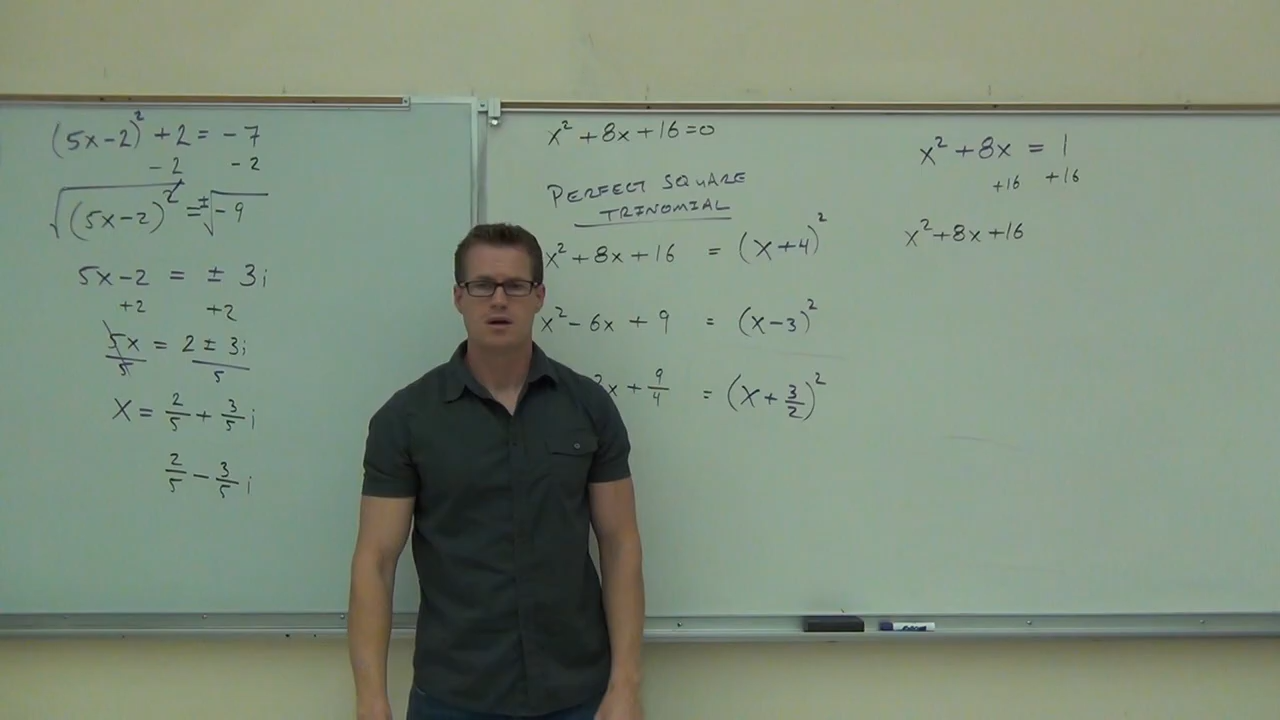 (5x-2)² + 2 = -7
-2 -2
√(5x-2)² = ±√-9
5x-2 = ± 3i
+2 +2
5x = 2 ± 3i
5 5
x = 2/5 + 3/5 i
2/5 - 3/5 i
x² + 8x + 16 = 0
PERFECT SQUARE
TRINOMIAL
x² + 8x + 16 = (x+4)²
x² - 6x + 9 = (x-3)²
x + 9/4 = (x + 3/2)²
x² + 8x = 1
+16 +16
x² + 8x + 16